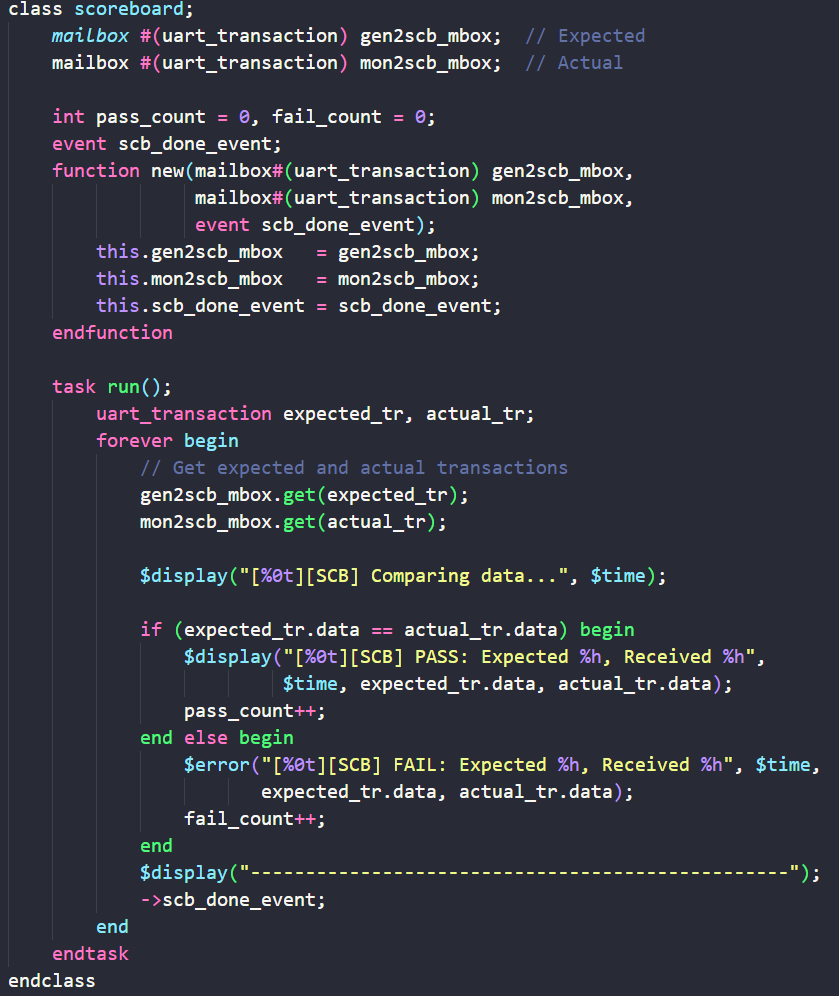 class scoreboard;
    mailbox #(uart_transaction) gen2scb_mbox;  // Expected
    mailbox #(uart_transaction) mon2scb_mbox;  // Actual

    int pass_count = 0, fail_count = 0;
    event scb_done_event;
    function new(mailbox#(uart_transaction) gen2scb_mbox,
                 mailbox#(uart_transaction) mon2scb_mbox,
                 event scb_done_event);
        this.gen2scb_mbox   = gen2scb_mbox;
        this.mon2scb_mbox   = mon2scb_mbox;
        this.scb_done_event = scb_done_event;
    endfunction

    task run();
        uart_transaction expected_tr, actual_tr;
        forever begin
            // Get expected and actual transactions
            gen2scb_mbox.get(expected_tr);
            mon2scb_mbox.get(actual_tr);

            $display("[%0t][SCB] Comparing data...", $time);

            if (expected_tr.data == actual_tr.data) begin
                $display("[%0t][SCB] PASS: Expected %h, Received %h",
                         $time, expected_tr.data, actual_tr.data);
                pass_count++;
            end else begin
                $error("[%0t][SCB] FAIL: Expected %h, Received %h", $time,
                       expected_tr.data, actual_tr.data);
                fail_count++;
            end
            $display("-------------------------------------------------");
            ->scb_done_event;
        end
    endtask
endclass